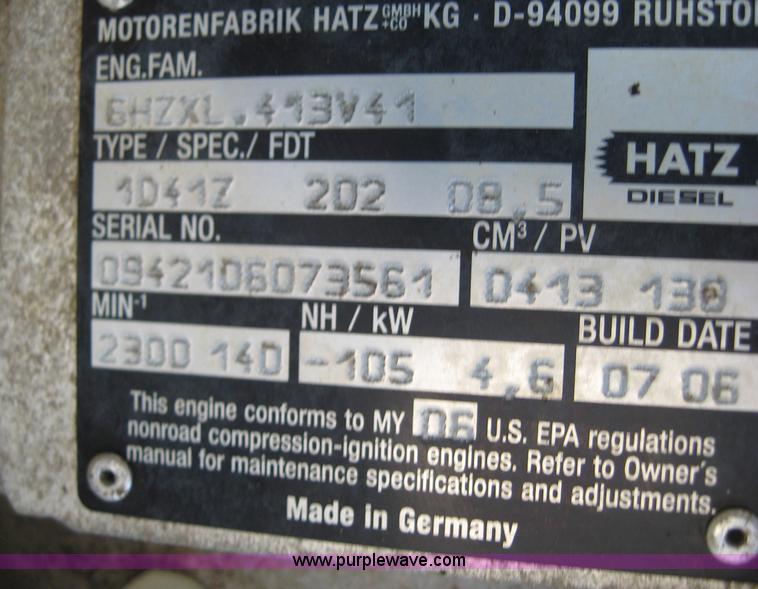 MOTORENFABRIK HATZ GMBH +CO KG · D-94099 RUHSTO
ENG.FAM.
6HZXL.413V41
TYPE / SPEC./ FDT
1D41Z 202 08.5
HATZ
DIESEL
SERIAL NO.
CM³ / PV
0942106073561
0413 138
MIN-1
NH / kW
BUILD DATE
2300 140
-105 4,6
07 06
This engine conforms to MY 06 U.S. EPA regulations
nonroad compression-ignition engines. Refer to Owner's
manual for maintenance specifications and adjustments.
Made in Germany
www.purplewave.com